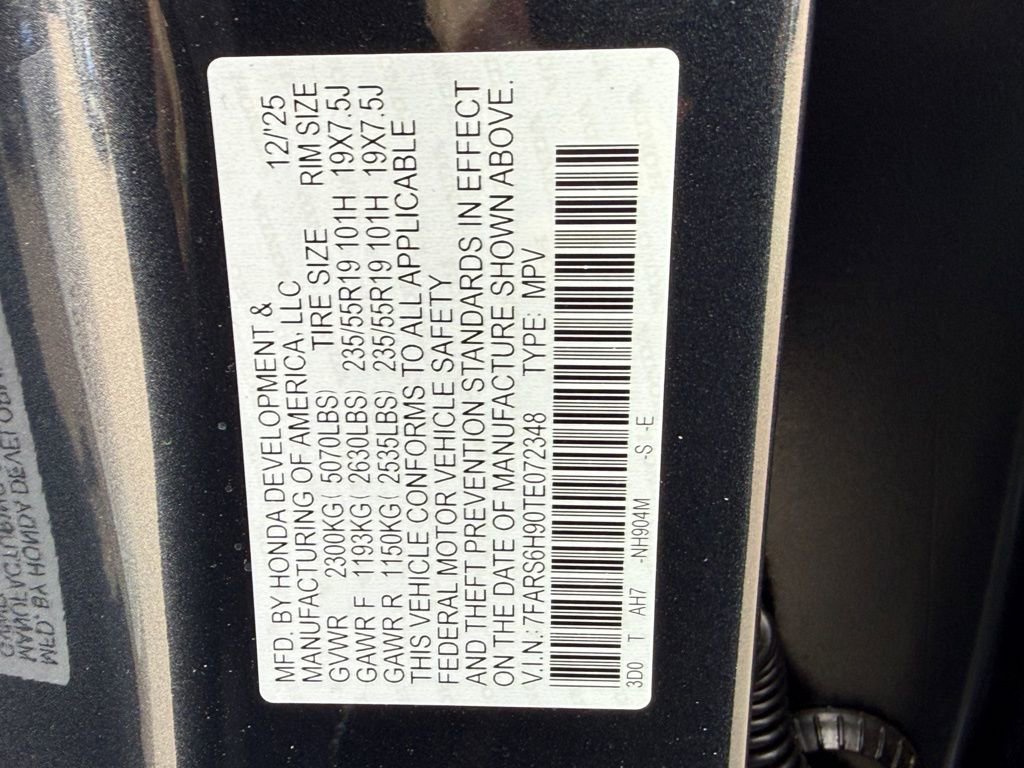 MFD. BY HONDA DEVELOPMENT &
MANUFACTURING OF AMERICA, LLC 12/'25
GVWR 2300KG ( 5070LBS) TIRE SIZE RIM SIZE
GAWR F 1193KG ( 2630LBS) 235/55R19 101H 19X7.5J
GAWR R 1150KG ( 2535LBS) 235/55R19 101H 19X7.5J
THIS VEHICLE CONFORMS TO ALL APPLICABLE
FEDERAL MOTOR VEHICLE SAFETY
AND THEFT PREVENTION STANDARDS IN EFFECT
ON THE DATE OF MANUFACTURE SHOWN ABOVE.
V.I.N.: 7FARS6H90TE072348 TYPE: MPV
3D0 T AH7 -NH904M -S -E